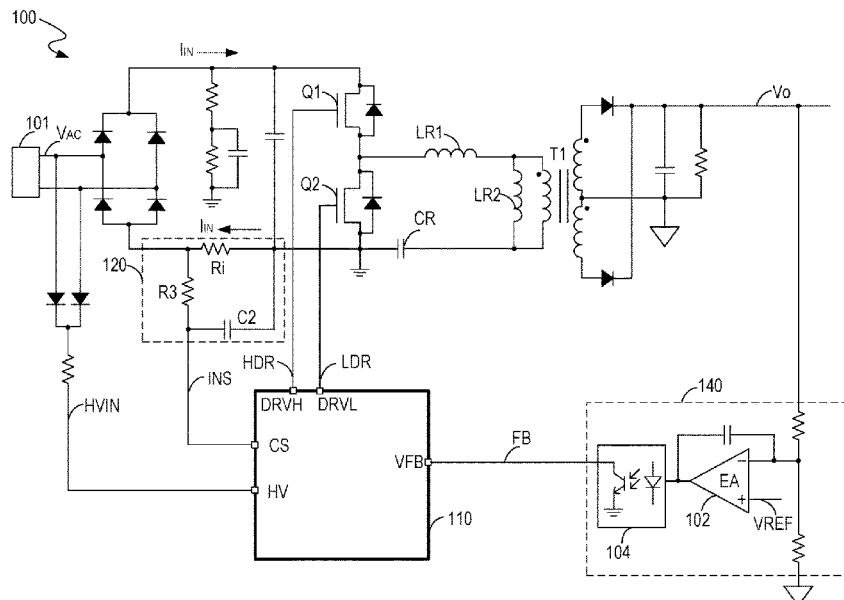 100
IIN
Q1
Vo
101
VAC
LR1
T1
Q2
LR2
IIN
CR
120
Ri
R3
C2
HDR
LDR
INS
140
DRVH
DRVL
HVIN
FB
CS
VFB
EA
HV
102
VREF
110
104